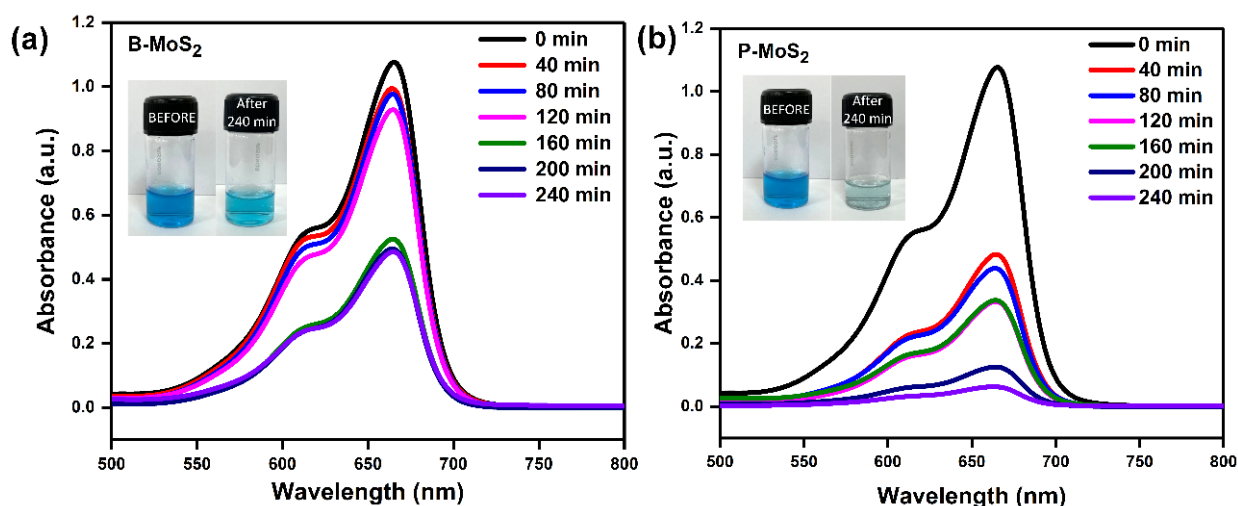 (a)
B-MoS2
BEFORE
After
240 min
0 min
40 min
80 min
120 min
160 min
200 min
240 min
Absorbance (a.u.)
1.2
1.0
0.8
0.6
0.4
0.2
0.0
500
550
600
650
700
750
800
Wavelength (nm)
(b)
P-MoS2
BEFORE
After
240 min
0 min
40 min
80 min
120 min
160 min
200 min
240 min
Absorbance (a.u.)
1.2
1.0
0.8
0.6
0.4
0.2
0.0
500
550
600
650
700
750
800
Wavelength (nm)